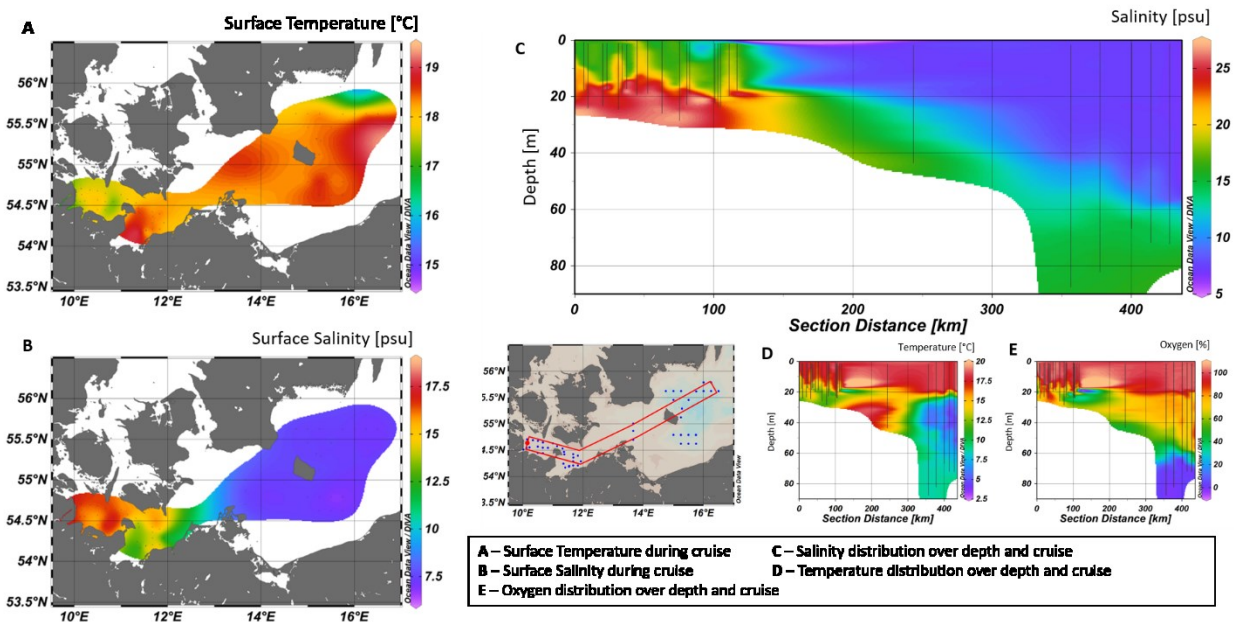 A
Surface Temperature [°C]
56°N
55.5°N
55°N
54.5°N
54°N
53.5°N
10°E
12°E
14°E
16°E
19
18
17
16
15
Ocean Data View / DIVA
B
Surface Salinity [psu]
56°N
55.5°N
55°N
54.5°N
54°N
53.5°N
10°E
12°E
14°E
16°E
17.5
15
12.5
10
7.5
Ocean Data View / DIVA
C
Salinity [psu]
0
20
40
60
80
Depth [m]
0
100
200
300
400
Section Distance [km]
25
20
15
10
5
Ocean Data View / DIVA
56°N
5.5°N
55°N
4.5°N
54°N
3.5°N
10°E
12°E
14°E
16°E
Ocean Data View
D
Temperature [°C]
0
20
40
60
80
Depth [m]
0
100
200
300
400
Section Distance [km]
20
17.5
15
12.5
10
7.5
5
2.5
Ocean Data View / DIVA
E
Oxygen [%]
0
20
40
60
80
Depth [m]
0
100
200
300
400
Section Distance [km]
100
80
60
40
20
0
Ocean Data View / DIVA
A – Surface Temperature during cruise
C – Salinity distribution over depth and cruise
B – Surface Salinity during cruise
D – Temperature distribution over depth and cruise
E – Oxygen distribution over depth and cruise